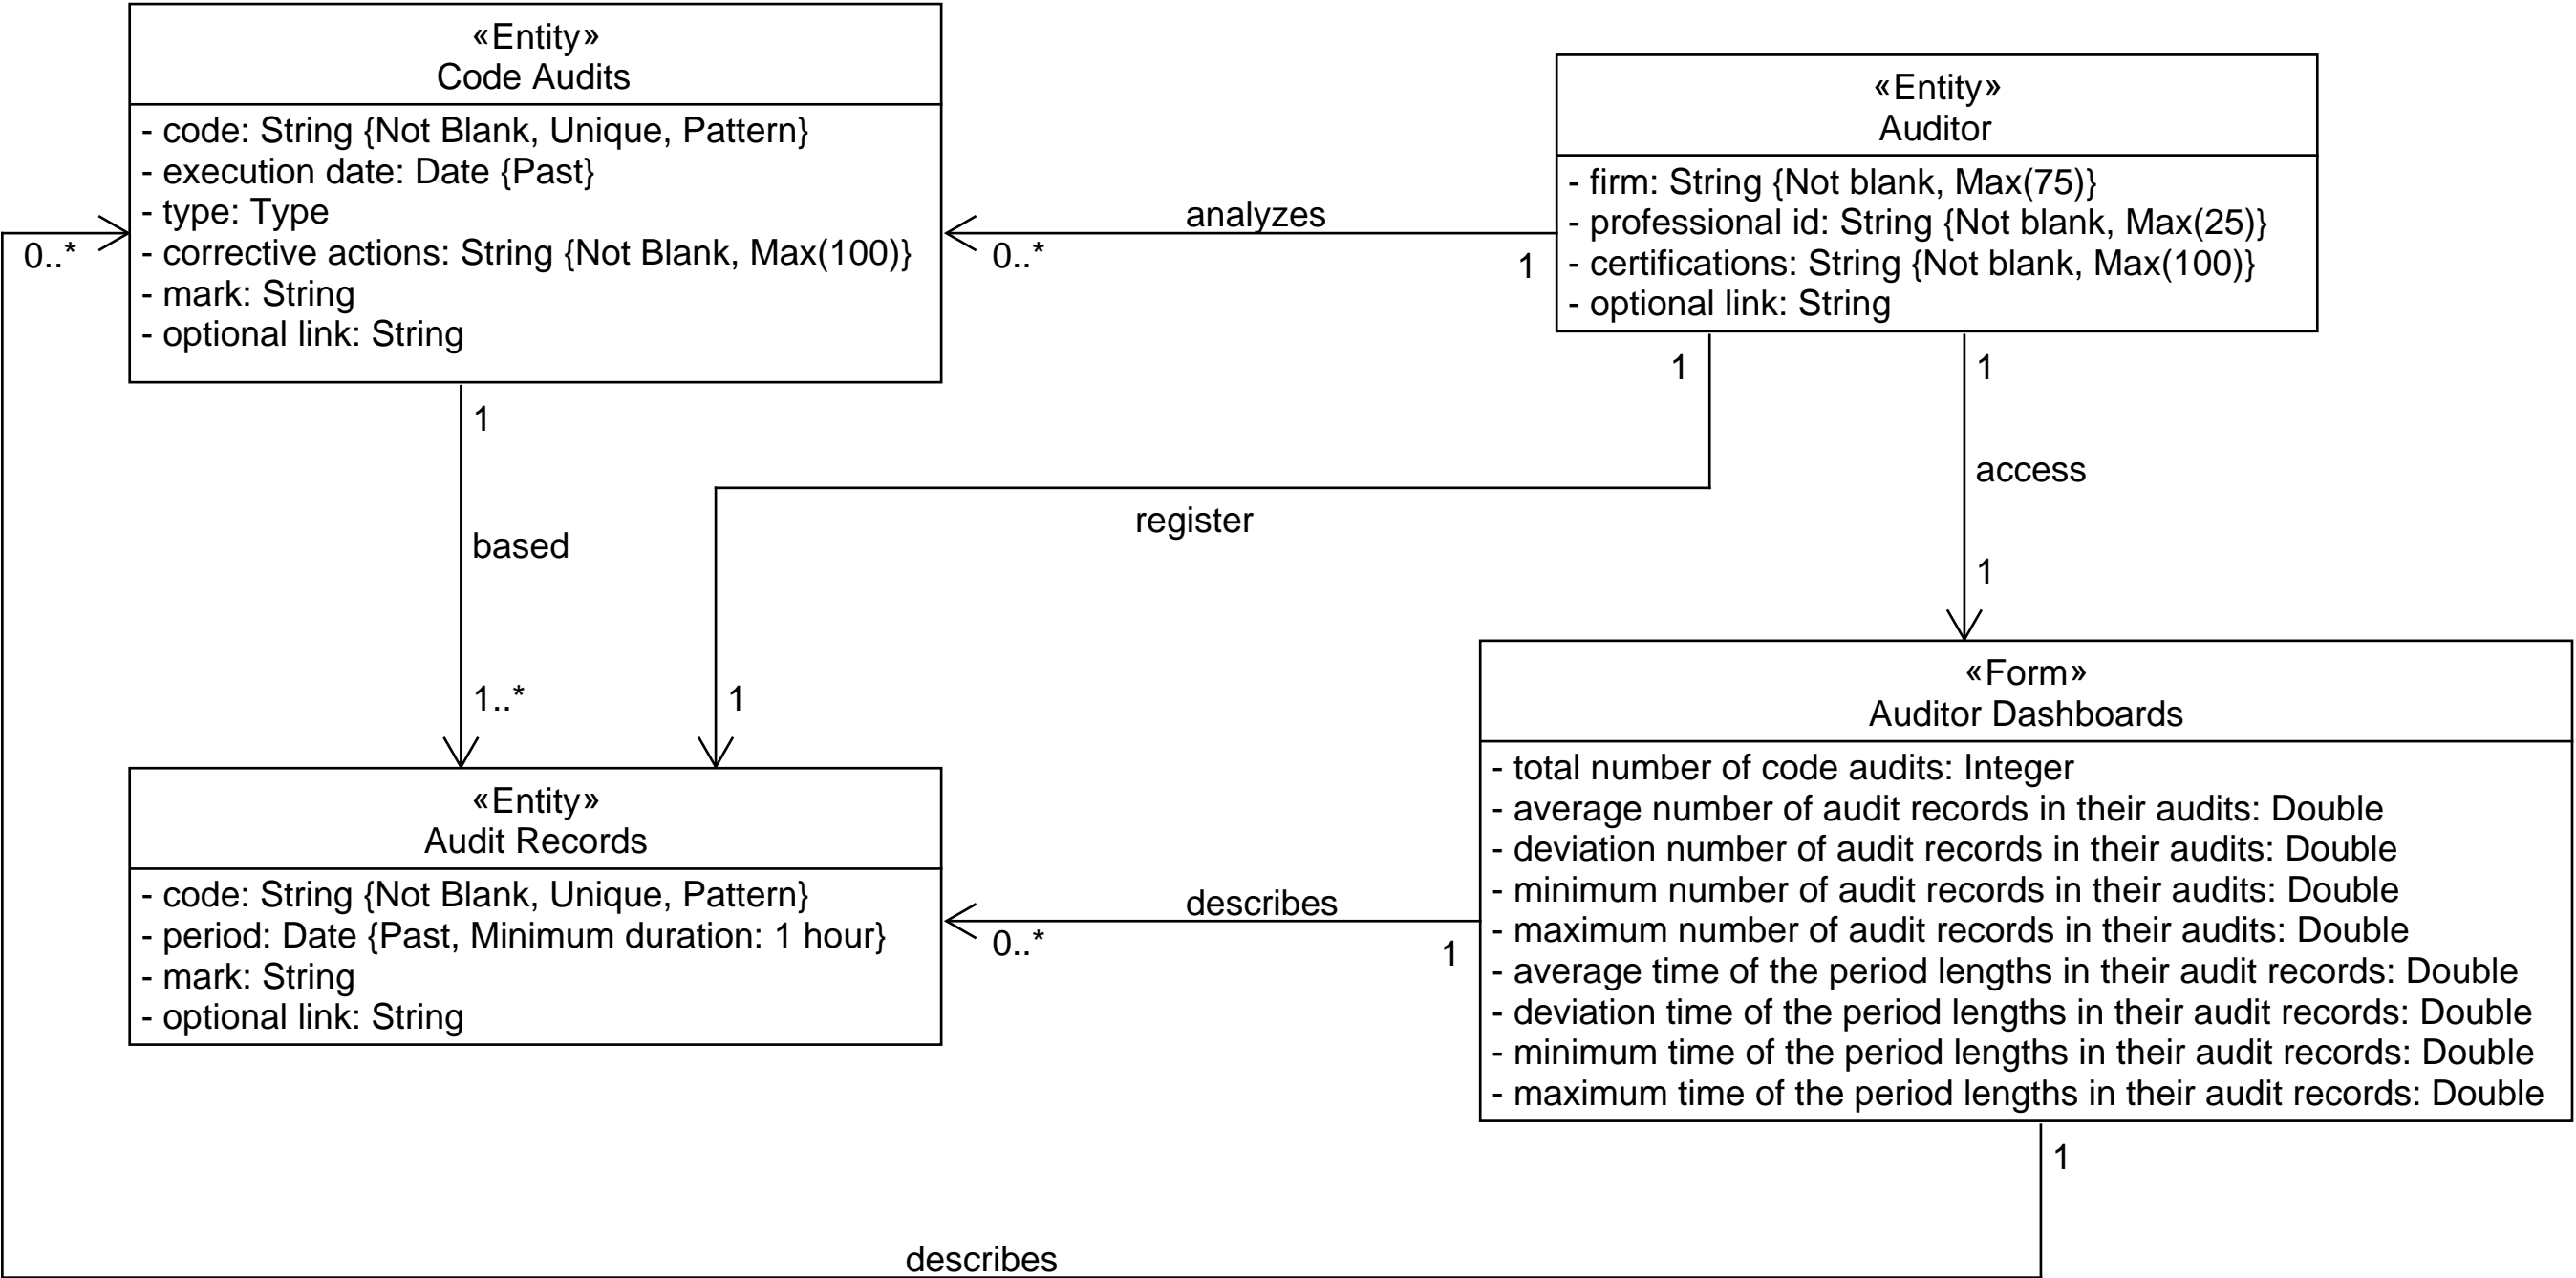 «Entity»
Code Audits
- code: String {Not Blank, Unique, Pattern}
- execution date: Date {Past}
- type: Type
- corrective actions: String {Not Blank, Max(100)}
- mark: String
- optional link: String
«Entity»
Auditor
- firm: String {Not blank, Max(75)}
- professional id: String {Not blank, Max(25)}
- certifications: String {Not blank, Max(100)}
- optional link: String
analyzes
0..*
1
0..*
1
1
1
access
register
based
1
1..*
1
«Form»
Auditor Dashboards
- total number of code audits: Integer
- average number of audit records in their audits: Double
- deviation number of audit records in their audits: Double
- minimum number of audit records in their audits: Double
- maximum number of audit records in their audits: Double
- average time of the period lengths in their audit records: Double
- deviation time of the period lengths in their audit records: Double
- minimum time of the period lengths in their audit records: Double
- maximum time of the period lengths in their audit records: Double
«Entity»
Audit Records
- code: String {Not Blank, Unique, Pattern}
- period: Date {Past, Minimum duration: 1 hour}
- mark: String
- optional link: String
describes
0..*
1
1
describes